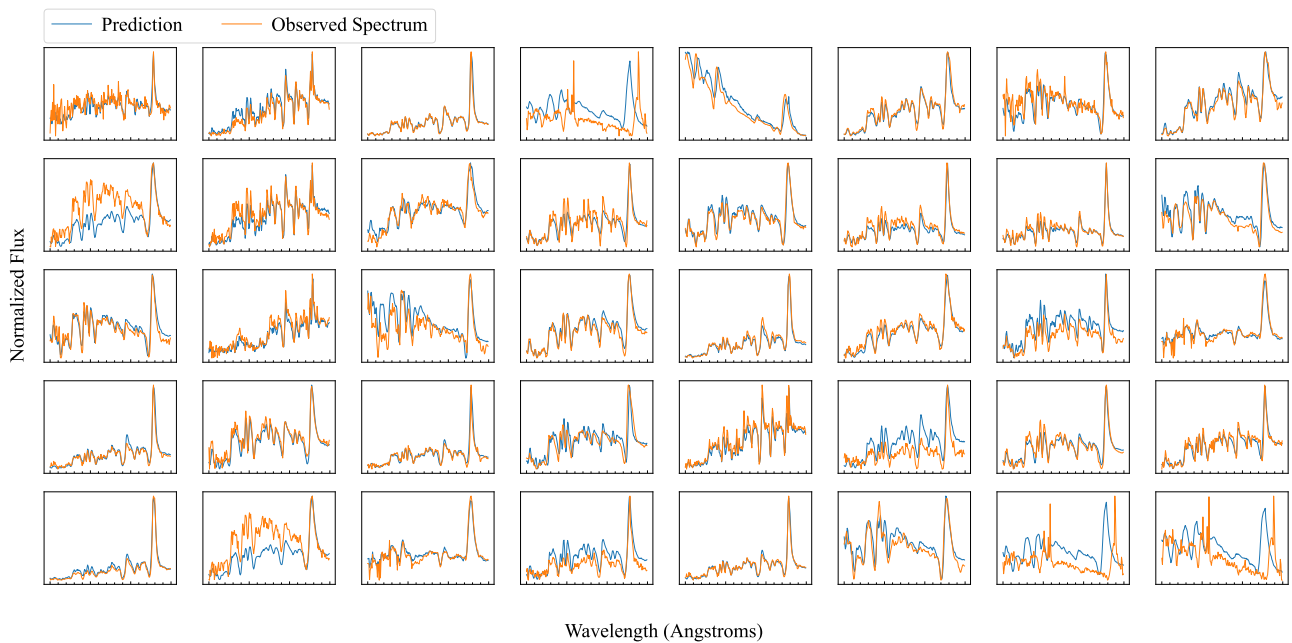 Prediction
Observed Spectrum
Normalized Flux
Wavelength (Angstroms)